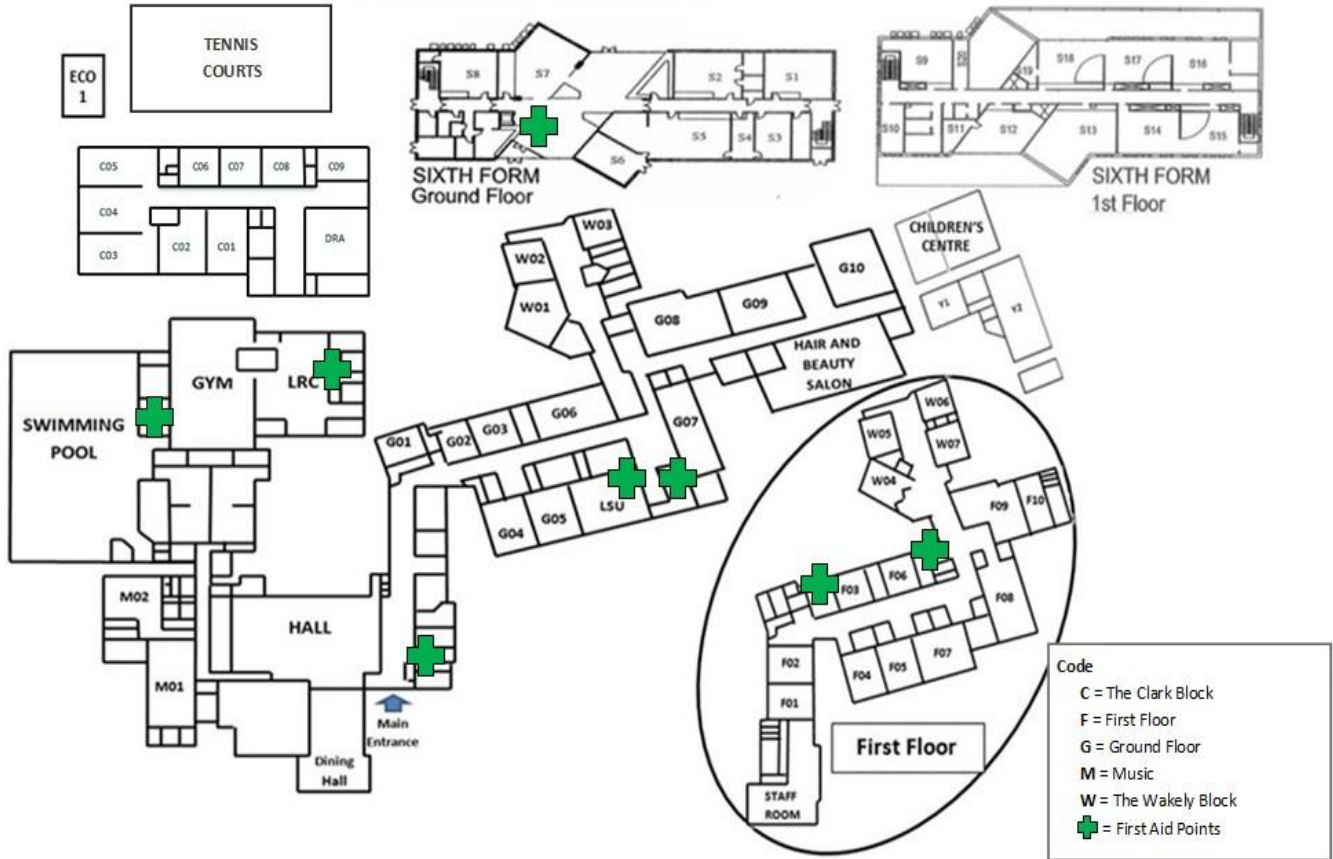 TENNIS
COURTS
ECO
1
S8
S7
S2
S1
S5
S4
S3
S6
SIXTH FORM
Ground Floor
S9
S20
S19
S18
S17
S16
S10
S11
S12
S13
S14
S15
SIXTH FORM
1st Floor
C05
C06
C07
C08
C09
C04
C03
C02
C01
DRA
W03
W02
W01
G10
G09
G08
CHILDREN'S
CENTRE
Y1
Y2
HAIR AND
BEAUTY
SALON
GYM
LRC
SWIMMING
POOL
G01
G02
G03
G06
G07
G04
G05
LSU
M02
HALL
M01
Main
Entrance
Dining
Hall
W06
W05
W07
W04
F09
F10
F03
F06
F08
F02
F04
F05
F07
F01
First Floor
STAFF
ROOM
Code
C = The Clark Block
F = First Floor
G = Ground Floor
M = Music
W = The Wakely Block
= First Aid Points